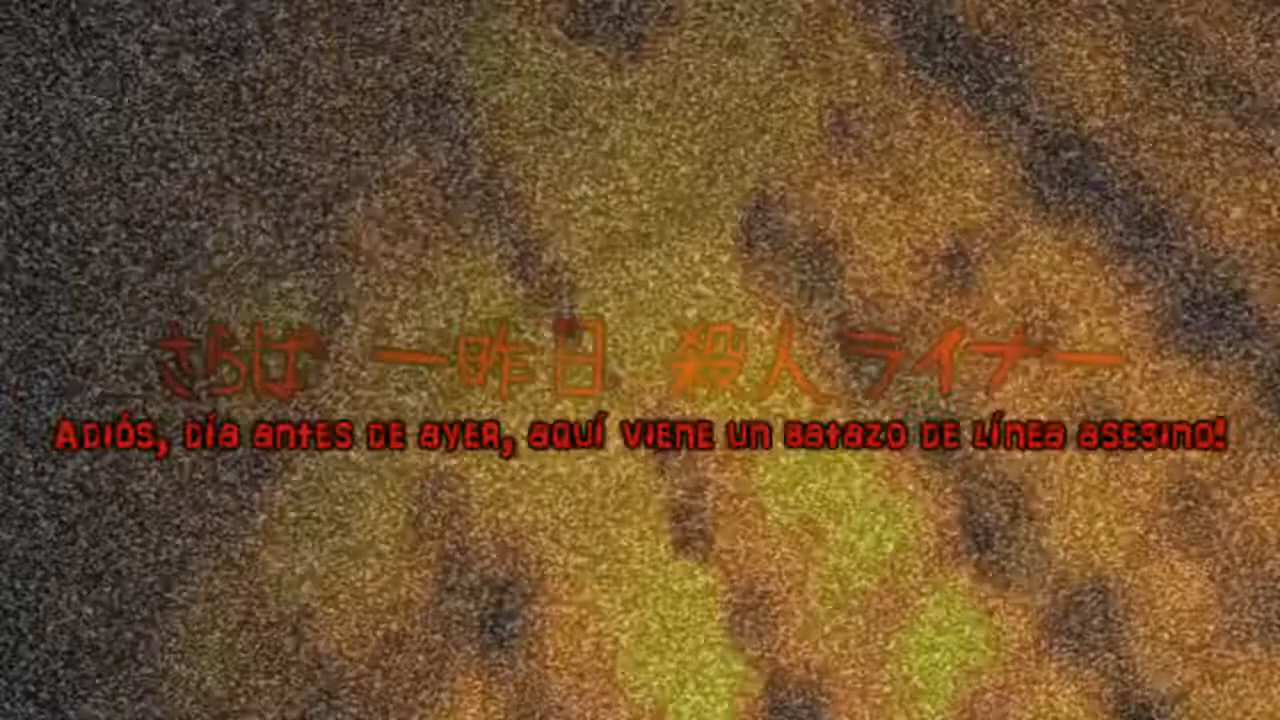 さらば 一昨日 殺人ライナー
Adiós, día antes de ayer, aquí viene un batazo de línea asesino!